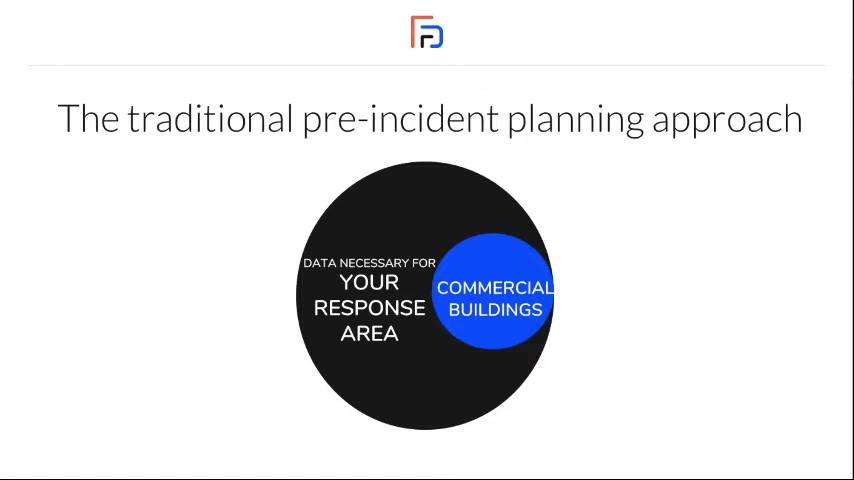 The traditional pre-incident planning approach
DATA NECESSARY FOR
YOUR
RESPONSE
AREA
COMMERCIAL
BUILDINGS